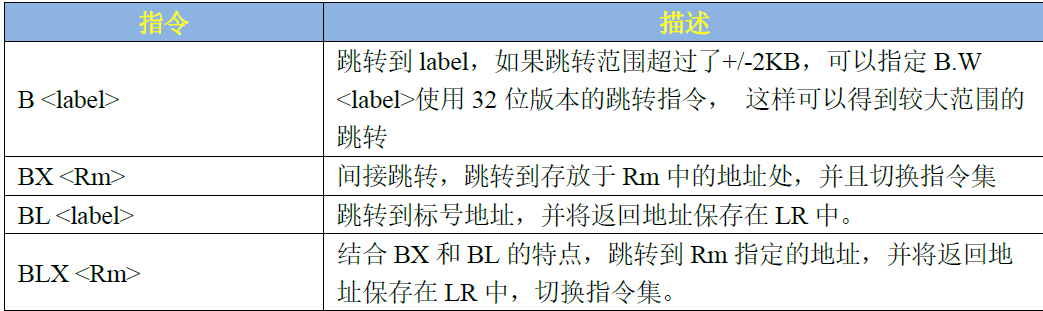 指令 描述
B <label> 跳转到 label，如果跳转范围超过了+/-2KB，可以指定 B.W
<label>使用 32 位版本的跳转指令， 这样可以得到较大范围的
跳转
BX <Rm> 间接跳转，跳转到存放于 Rm 中的地址处，并且切换指令集
BL <label> 跳转到标号地址，并将返回地址保存在 LR 中。
BLX <Rm> 结合 BX 和 BL 的特点，跳转到 Rm 指定的地址，并将返回地
址保存在 LR 中，切换指令集。